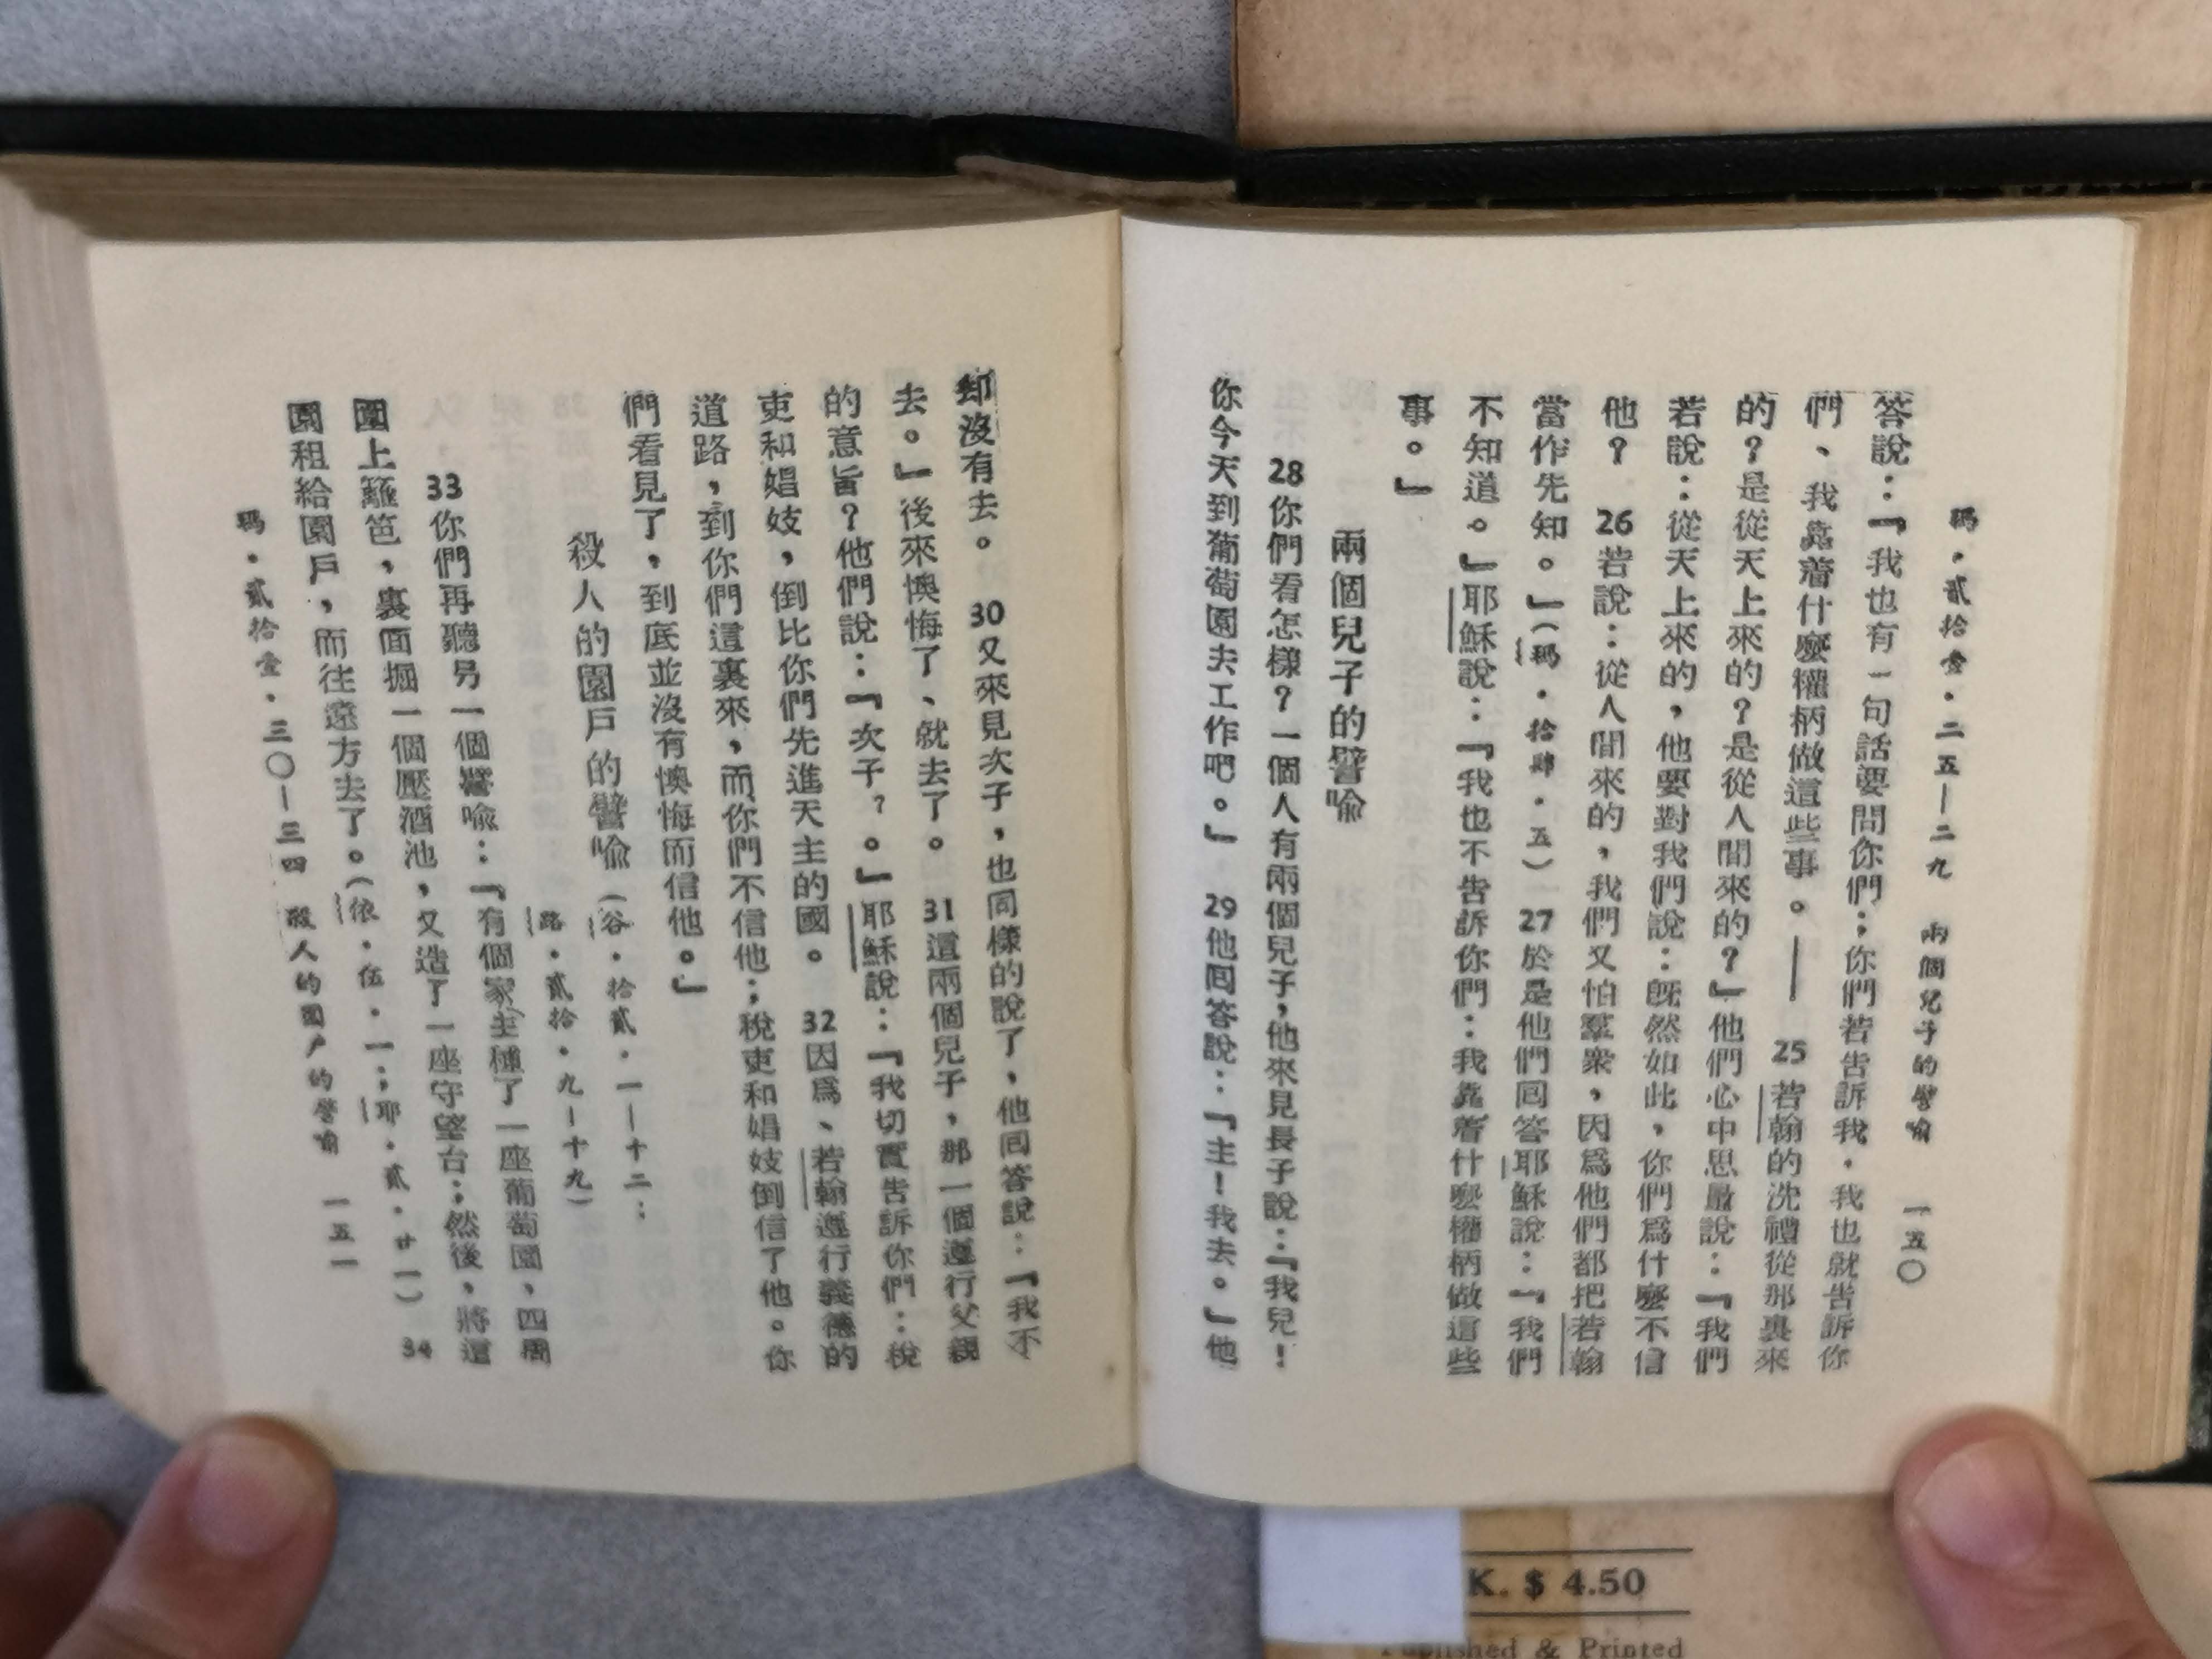 瑪．貳拾壹．二五—二九　兩個兒子的譬喻　一五〇
答說：『我也有一句話要問你們；你們若告訴我．我也就告訴你
們、我靠着什麼權柄做這些事。—— 25 若翰的洗禮從那裏來
的？是從天上來的？是從人間來的？』他們心中思量說：『我們
若說：從天上來的，他要對我們說：旣然如此，你們爲什麼不信
他？ 26 若說：從人間來的，我們又怕羣衆，因爲他們都把若翰
當作先知。』（瑪．拾肆．五） 27 於是他們囘答耶穌說：『我們
不知道。』耶穌說：『我也不告訴你們：我靠着什麼權柄做這些
事。』
兩個兒子的譬喻
28 你們看怎樣？一個人有兩個兒子，他來見長子說：『我兒！
你今天到葡萄園去工作吧。』 29 他囘答說：『主！我去。』他
却沒有去。 30 又來見次子，也同樣的說了，他囘答說：『我不
去。』後來懊悔了、就去了。 31 這兩個兒子，那一個遵行父親
的意旨？他們說：『次子？。』耶穌說：『我切實告訴你們：稅
吏和娼妓，倒比你們先進天主的國。 32 因爲、若翰遵行義德的
道路，到你們這裏來，而你們不信他；稅吏和娼妓倒信了他。你
們看見了，到底並沒有懊悔而信他。』
殺人的園戶的譬喻（谷．拾貳．一—十二：
路．貳拾．九—十九）
33 你們再聽另一個譬喻：『有個家主種了一座葡萄園，四周
圍上籬笆，裏面掘一個壓酒池，又造了一座守望台；然後，將這
園租給園戶，而往遠方去了。（依．伍．一；耶．貳．廿一） 34
瑪．貳拾壹．三〇—三四　殺人的園戶的譬喻　一五一
K. $ 4.50
Published & Printed